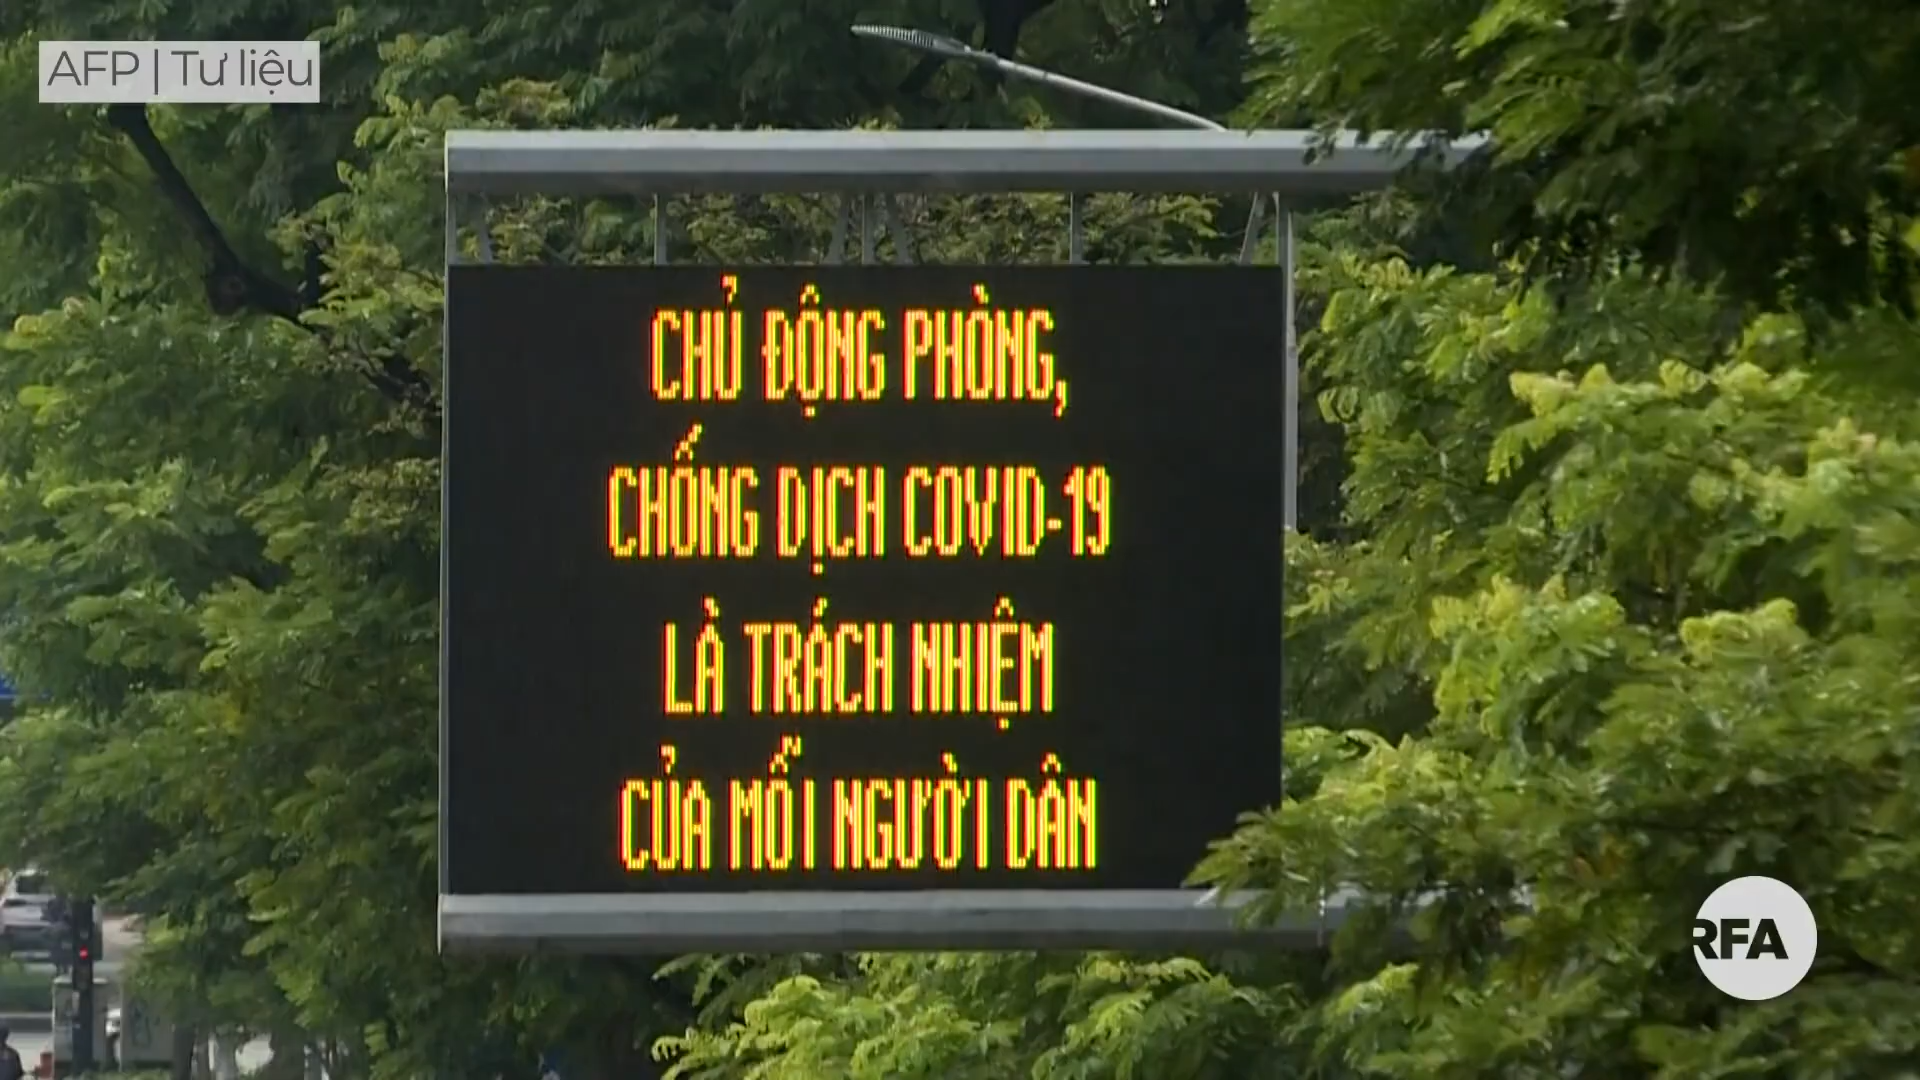 AFP | Tư liệu
CHỦ ĐỘNG PHÒNG,
CHỐNG DỊCH COVID-19
LÀ TRÁCH NHIỆM
CỦA MỖI NGƯỜI DÂN
RFA